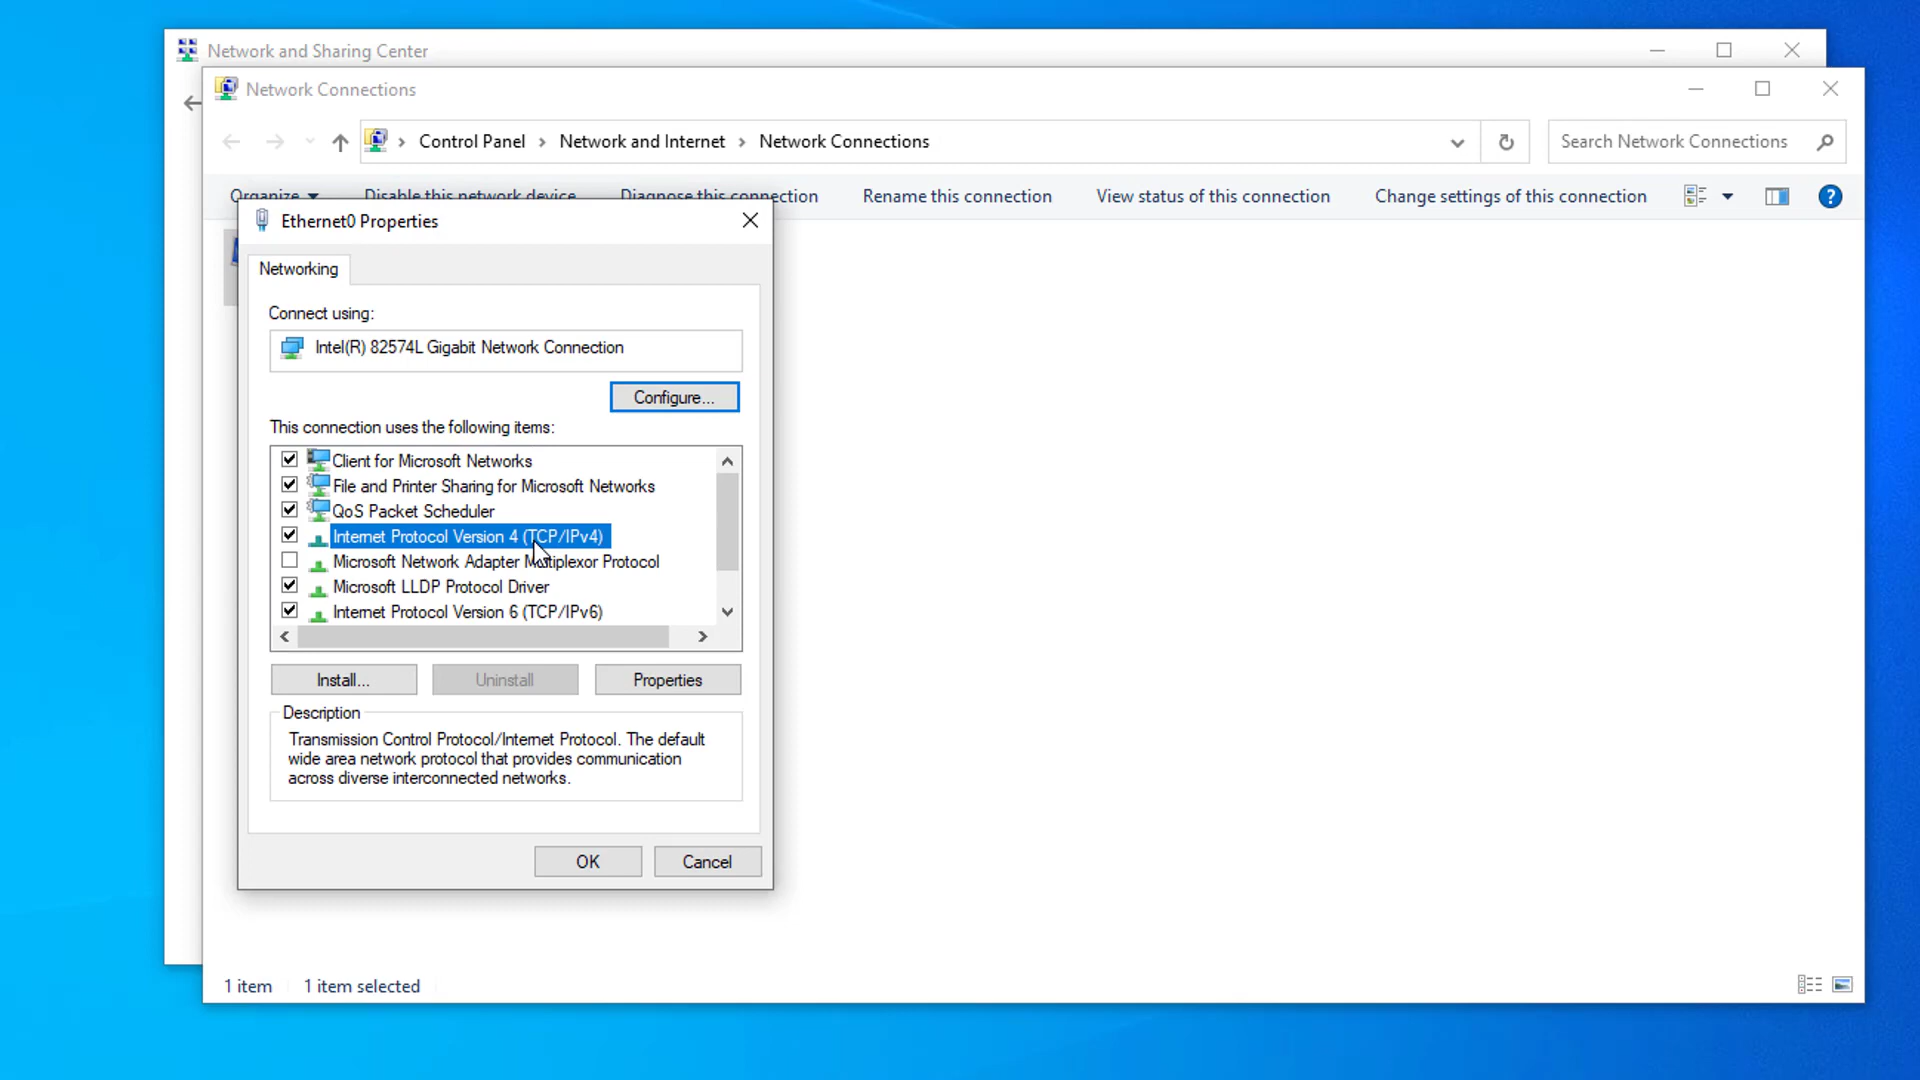 Network and Sharing Center
Network Connections
Control Panel > Network and Internet > Network Connections
Search Network Connections
Organize
Disable this network device
Diagnose this connection
Rename this connection
View status of this connection
Change settings of this connection
Ethernet0 Properties
Networking
Connect using:
Intel(R) 82574L Gigabit Network Connection
Configure...
This connection uses the following items:
Client for Microsoft Networks
File and Printer Sharing for Microsoft Networks
QoS Packet Scheduler
Internet Protocol Version 4 (TCP/IPv4)
Microsoft Network Adapter Multiplexor Protocol
Microsoft LLDP Protocol Driver
Internet Protocol Version 6 (TCP/IPv6)
Install...
Uninstall
Properties
Description
Transmission Control Protocol/Internet Protocol. The default
wide area network protocol that provides communication
across diverse interconnected networks.
OK
Cancel
1 item
1 item selected